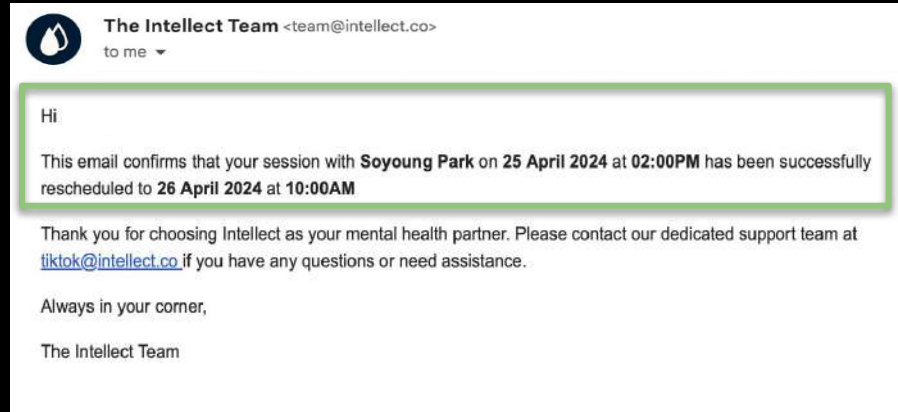 The Intellect Team <team@intellect.co>
to me
Hi
This email confirms that your session with Soyoung Park on 25 April 2024 at 02:00PM has been successfully
rescheduled to 26 April 2024 at 10:00AM
Thank you for choosing Intellect as your mental health partner. Please contact our dedicated support team at
tiktok@intellect.co if you have any questions or need assistance.
Always in your corner,
The Intellect Team